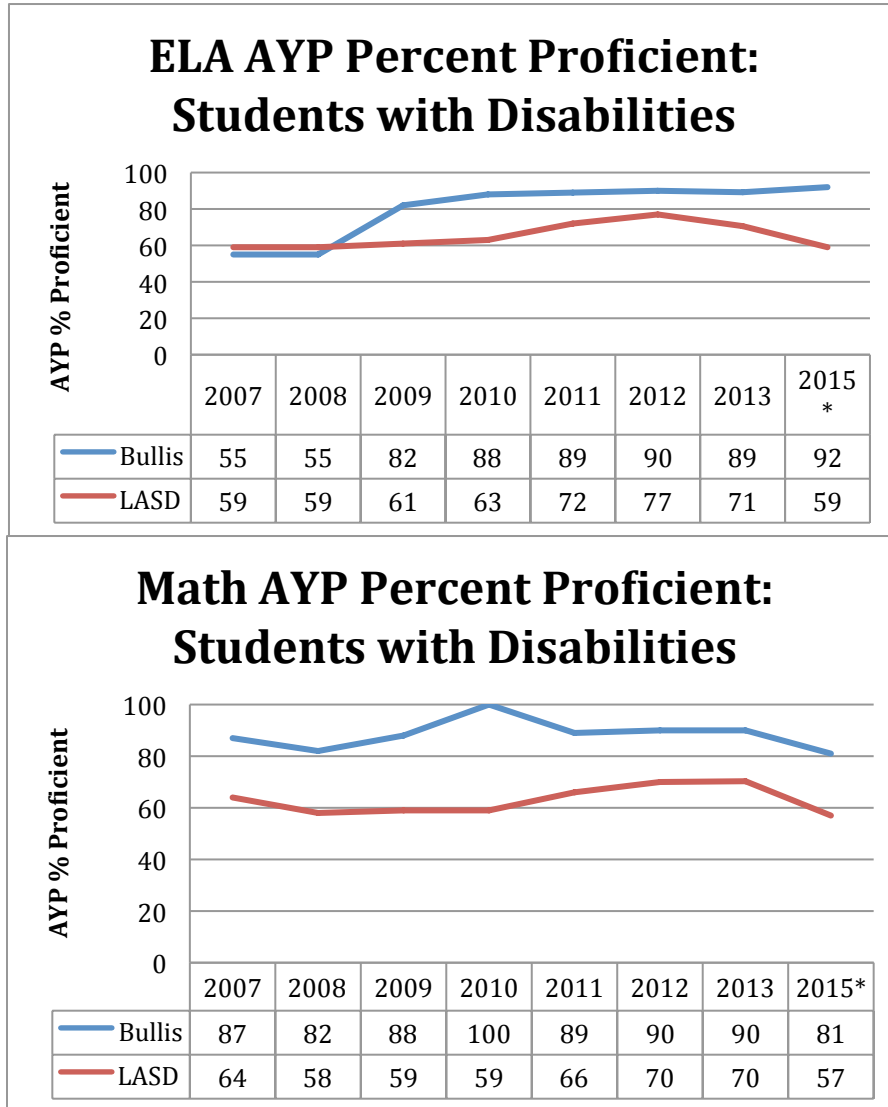 ELA AYP Percent Proficient:
Students with Disabilities
AYP % Proficient
100
80
60
40
20
0
2007 2008 2009 2010 2011 2012 2013 2015
*
Bullis 55 55 82 88 89 90 89 92
LASD 59 59 61 63 72 77 71 59
Math AYP Percent Proficient:
Students with Disabilities
AYP % Proficient
100
80
60
40
20
0
2007 2008 2009 2010 2011 2012 2013 2015*
Bullis 87 82 88 100 89 90 90 81
LASD 64 58 59 59 66 70 70 57